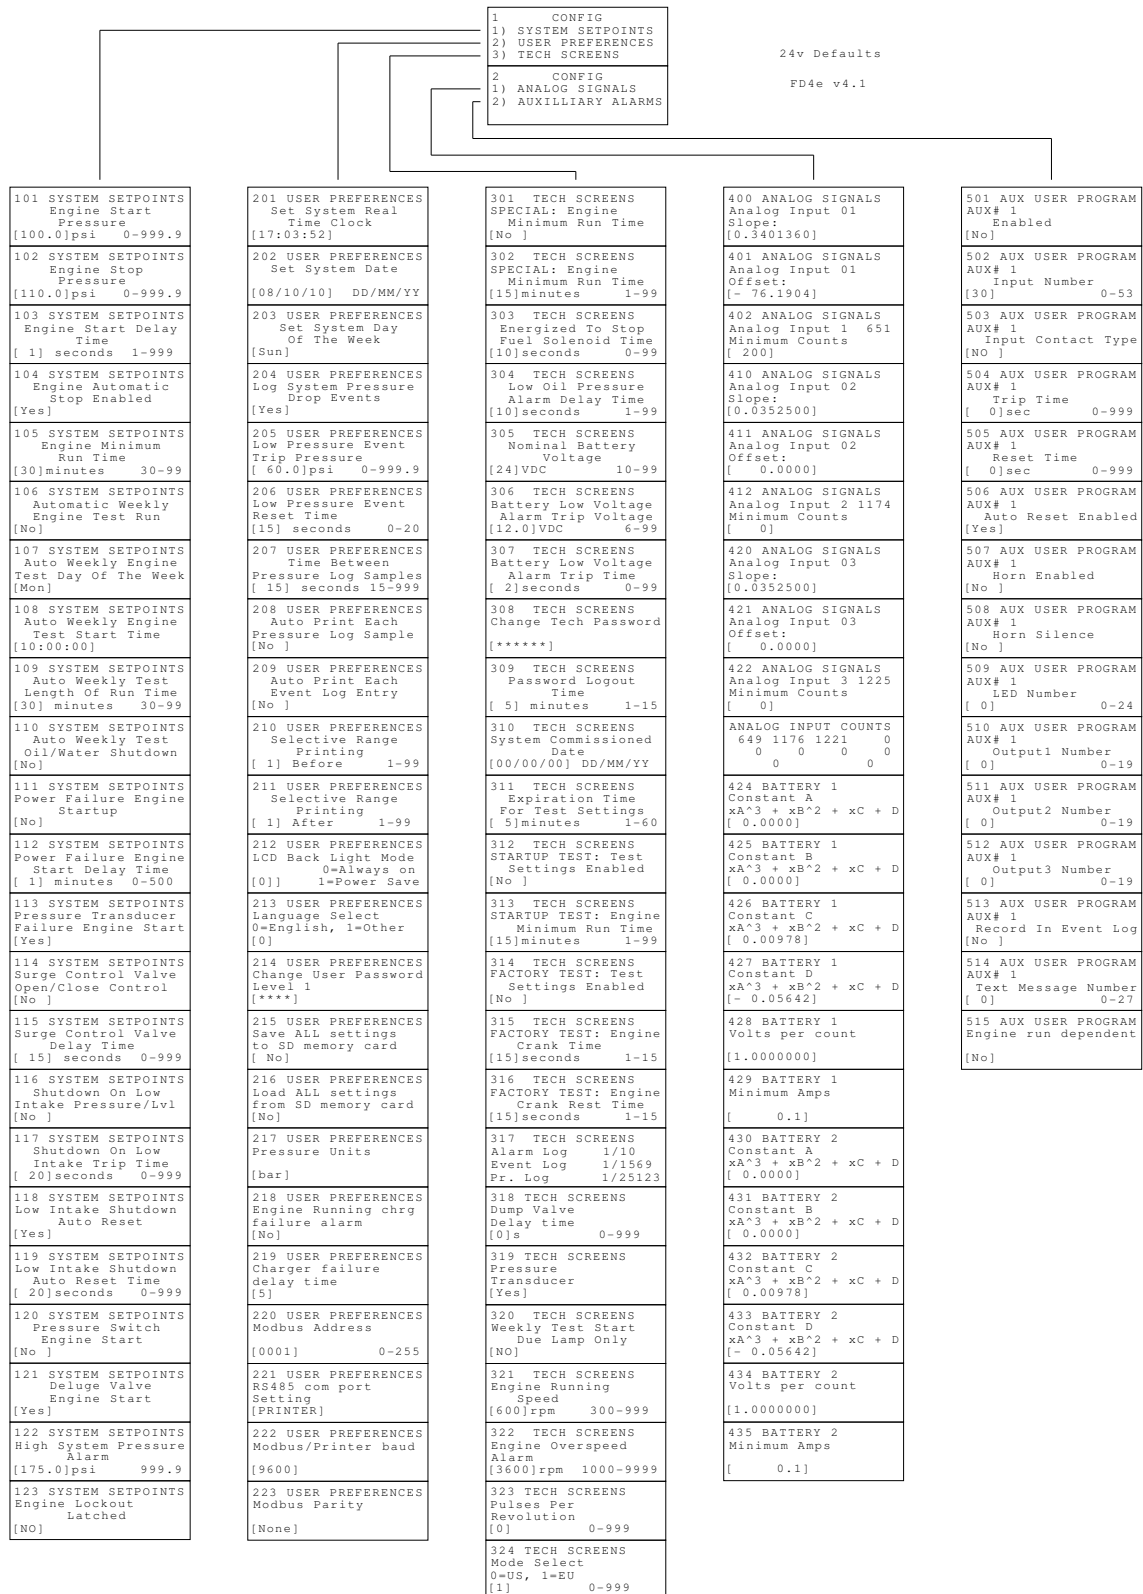 1 CONFIG
1) SYSTEM SETPOINTS
2) USER PREFERENCES
3) TECH SCREENS
2 CONFIG
1) ANALOG SIGNALS
2) AUXILLIARY ALARMS
24v Defaults
FD4e v4.1
101 SYSTEM SETPOINTS
Engine Start
Pressure
[100.0]psi 0-999.9
102 SYSTEM SETPOINTS
Engine Stop
Pressure
[110.0]psi 0-999.9
103 SYSTEM SETPOINTS
Engine Start Delay
Time
[ 1] seconds 1-999
104 SYSTEM SETPOINTS
Engine Automatic
Stop Enabled
[Yes]
105 SYSTEM SETPOINTS
Engine Minimum
Run Time
[30]minutes 30-99
106 SYSTEM SETPOINTS
Automatic Weekly
Engine Test Run
[No]
107 SYSTEM SETPOINTS
Auto Weekly Engine
Test Day Of The Week
[Mon]
108 SYSTEM SETPOINTS
Auto Weekly Engine
Test Start Time
[10:00:00]
109 SYSTEM SETPOINTS
Auto Weekly Test
Length Of Run Time
[30] minutes 30-99
110 SYSTEM SETPOINTS
Auto Weekly Test
Oil/Water Shutdown
[No]
111 SYSTEM SETPOINTS
Power Failure Engine
Startup
[No]
112 SYSTEM SETPOINTS
Power Failure Engine
Start Delay Time
[ 1] minutes 0-500
113 SYSTEM SETPOINTS
Pressure Transducer
Failure Engine Start
[Yes]
114 SYSTEM SETPOINTS
Surge Control Valve
Open/Close Control
[No ]
115 SYSTEM SETPOINTS
Surge Control Valve
Delay Time
[ 15] seconds 0-999
116 SYSTEM SETPOINTS
Shutdown On Low
Intake Pressure/Lvl
[No ]
117 SYSTEM SETPOINTS
Shutdown On Low
Intake Trip Time
[ 20]seconds 0-999
118 SYSTEM SETPOINTS
Low Intake Shutdown
Auto Reset
[Yes]
119 SYSTEM SETPOINTS
Low Intake Shutdown
Auto Reset Time
[ 20]seconds 0-999
120 SYSTEM SETPOINTS
Pressure Switch
Engine Start
[No ]
121 SYSTEM SETPOINTS
Deluge Valve
Engine Start
[Yes]
122 SYSTEM SETPOINTS
High System Pressure
Alarm
[175.0]psi 999.9
123 SYSTEM SETPOINTS
Engine Lockout
Latched
[NO]
201 USER PREFERENCES
Set System Real
Time Clock
[17:03:52]
202 USER PREFERENCES
Set System Date
[08/10/10] DD/MM/YY
203 USER PREFERENCES
Set System Day
Of The Week
[Sun]
204 USER PREFERENCES
Log System Pressure
Drop Events
[Yes]
205 USER PREFERENCES
Low Pressure Event
Trip Pressure
[ 60.0]psi 0-999.9
206 USER PREFERENCES
Low Pressure Event
Reset Time
[15] seconds 0-20
207 USER PREFERENCES
Time Between
Pressure Log Samples
[ 15] seconds 15-999
208 USER PREFERENCES
Auto Print Each
Pressure Log Sample
[No ]
209 USER PREFERENCES
Auto Print Each
Event Log Entry
[No ]
210 USER PREFERENCES
Selective Range
Printing
[ 1] Before 1-99
211 USER PREFERENCES
Selective Range
Printing
[ 1] After 1-99
212 USER PREFERENCES
LCD Back Light Mode
0=Always on
[0]] 1=Power Save
213 USER PREFERENCES
Language Select
0=English, 1=Other
[0]
214 USER PREFERENCES
Change User Password
Level 1
[****]
215 USER PREFERENCES
Save ALL settings
to SD memory card
[ No]
216 USER PREFERENCES
Load ALL settings
from SD memory card
[No]
217 USER PREFERENCES
Pressure Units
[bar]
218 USER PREFERENCES
Engine Running chrg
failure alarm
[No]
219 USER PREFERENCES
Charger failure
delay time
[5]
220 USER PREFERENCES
Modbus Address
[0001] 0-255
221 USER PREFERENCES
RS485 com port
Setting
[PRINTER]
222 USER PREFERENCES
Modbus/Printer baud
[9600]
223 USER PREFERENCES
Modbus Parity
[None]
301 TECH SCREENS
SPECIAL: Engine
Minimum Run Time
[No ]
302 TECH SCREENS
SPECIAL: Engine
Minimum Run Time
[15]minutes 1-99
303 TECH SCREENS
Energized To Stop
Fuel Solenoid Time
[10]seconds 0-99
304 TECH SCREENS
Low Oil Pressure
Alarm Delay Time
[10]seconds 1-99
305 TECH SCREENS
Nominal Battery
Voltage
[24]VDC 10-99
306 TECH SCREENS
Battery Low Voltage
Alarm Trip Voltage
[12.0]VDC 6-99
307 TECH SCREENS
Battery Low Voltage
Alarm Trip Time
[ 2]seconds 0-99
308 TECH SCREENS
Change Tech Password
[******]
309 TECH SCREENS
Password Logout
Time
[ 5] minutes 1-15
310 TECH SCREENS
System Commissioned
Date
[00/00/00] DD/MM/YY
311 TECH SCREENS
Expiration Time
For Test Settings
[ 5]minutes 1-60
312 TECH SCREENS
STARTUP TEST: Test
Settings Enabled
[No ]
313 TECH SCREENS
STARTUP TEST: Engine
Minimum Run Time
[15]minutes 1-99
314 TECH SCREENS
FACTORY TEST: Test
Settings Enabled
[No ]
315 TECH SCREENS
FACTORY TEST: Engine
Crank Time
[15]seconds 1-15
316 TECH SCREENS
FACTORY TEST: Engine
Crank Rest Time
[15]seconds 1-15
317 TECH SCREENS
Alarm Log 1/10
Event Log 1/1569
Pr. Log 1/25123
318 TECH SCREENS
Dump Valve
Delay time
[0]s 0-999
319 TECH SCREENS
Pressure
Transducer
[Yes]
320 TECH SCREENS
Weekly Test Start
Due Lamp Only
[NO]
321 TECH SCREENS
Engine Running
Speed
[600]rpm 300-999
322 TECH SCREENS
Engine Overspeed
Alarm
[3600]rpm 1000-9999
323 TECH SCREENS
Pulses Per
Revolution
[0] 0-999
324 TECH SCREENS
Mode Select
0=US, 1=EU
[1] 0-999
400 ANALOG SIGNALS
Analog Input 01
Slope:
[0.3401360]
401 ANALOG SIGNALS
Analog Input 01
Offset:
[- 76.1904]
402 ANALOG SIGNALS
Analog Input 1 651
Minimum Counts
[ 200]
410 ANALOG SIGNALS
Analog Input 02
Slope:
[0.0352500]
411 ANALOG SIGNALS
Analog Input 02
Offset:
[ 0.0000]
412 ANALOG SIGNALS
Analog Input 2 1174
Minimum Counts
[ 0]
420 ANALOG SIGNALS
Analog Input 03
Slope:
[0.0352500]
421 ANALOG SIGNALS
Analog Input 03
Offset:
[ 0.0000]
422 ANALOG SIGNALS
Analog Input 3 1225
Minimum Counts
[ 0]
ANALOG INPUT COUNTS
649 1176 1221 0
0 0 0 0
0 0
424 BATTERY 1
Constant A
xA^3 + xB^2 + xC + D
[ 0.0000]
425 BATTERY 1
Constant B
xA^3 + xB^2 + xC + D
[ 0.0000]
426 BATTERY 1
Constant C
xA^3 + xB^2 + xC + D
[ 0.00978]
427 BATTERY 1
Constant D
xA^3 + xB^2 + xC + D
[- 0.05642]
428 BATTERY 1
Volts per count
[1.0000000]
429 BATTERY 1
Minimum Amps
[ 0.1]
430 BATTERY 2
Constant A
xA^3 + xB^2 + xC + D
[ 0.0000]
431 BATTERY 2
Constant B
xA^3 + xB^2 + xC + D
[ 0.0000]
432 BATTERY 2
Constant C
xA^3 + xB^2 + xC + D
[ 0.00978]
433 BATTERY 2
Constant D
xA^3 + xB^2 + xC + D
[- 0.05642]
434 BATTERY 2
Volts per count
[1.0000000]
435 BATTERY 2
Minimum Amps
[ 0.1]
501 AUX USER PROGRAM
AUX# 1
Enabled
[No]
502 AUX USER PROGRAM
AUX# 1
Input Number
[30] 0-53
503 AUX USER PROGRAM
AUX# 1
Input Contact Type
[NO ]
504 AUX USER PROGRAM
AUX# 1
Trip Time
[ 0]sec 0-999
505 AUX USER PROGRAM
AUX# 1
Reset Time
[ 0]sec 0-999
506 AUX USER PROGRAM
AUX# 1
Auto Reset Enabled
[Yes]
507 AUX USER PROGRAM
AUX# 1
Horn Enabled
[No ]
508 AUX USER PROGRAM
AUX# 1
Horn Silence
[No ]
509 AUX USER PROGRAM
AUX# 1
LED Number
[ 0] 0-24
510 AUX USER PROGRAM
AUX# 1
Output1 Number
[ 0] 0-19
511 AUX USER PROGRAM
AUX# 1
Output2 Number
[ 0] 0-19
512 AUX USER PROGRAM
AUX# 1
Output3 Number
[ 0] 0-19
513 AUX USER PROGRAM
AUX# 1
Record In Event Log
[No ]
514 AUX USER PROGRAM
AUX# 1
Text Message Number
[ 0] 0-27
515 AUX USER PROGRAM
Engine run dependent
[No]